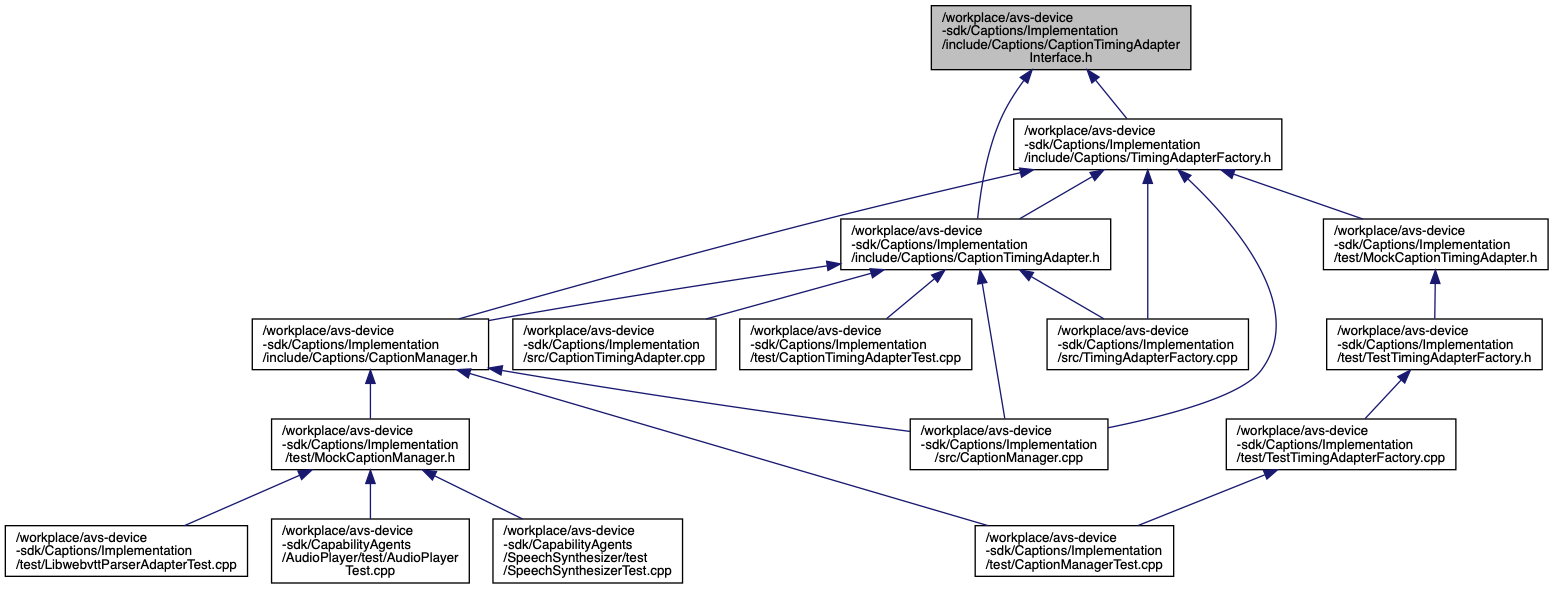 /workplace/avs-device
-sdk/Captions/Implementation
/include/Captions/CaptionTimingAdapter
Interface.h
/workplace/avs-device
-sdk/Captions/Implementation
/include/Captions/TimingAdapterFactory.h
/workplace/avs-device
-sdk/Captions/Implementation
/include/Captions/CaptionTimingAdapter.h
/workplace/avs-device
-sdk/Captions/Implementation
/test/MockCaptionTimingAdapter.h
/workplace/avs-device
-sdk/Captions/Implementation
/include/Captions/CaptionManager.h
/workplace/avs-device
-sdk/Captions/Implementation
/src/CaptionTimingAdapter.cpp
/workplace/avs-device
-sdk/Captions/Implementation
/test/CaptionTimingAdapterTest.cpp
/workplace/avs-device
-sdk/Captions/Implementation
/src/TimingAdapterFactory.cpp
/workplace/avs-device
-sdk/Captions/Implementation
/test/TestTimingAdapterFactory.h
/workplace/avs-device
-sdk/Captions/Implementation
/test/MockCaptionManager.h
/workplace/avs-device
-sdk/Captions/Implementation
/src/CaptionManager.cpp
/workplace/avs-device
-sdk/Captions/Implementation
/test/TestTimingAdapterFactory.cpp
/workplace/avs-device
-sdk/Captions/Implementation
/test/LibwebvttParserAdapterTest.cpp
/workplace/avs-device
-sdk/CapabilityAgents
/AudioPlayer/test/AudioPlayer
Test.cpp
/workplace/avs-device
-sdk/CapabilityAgents
/SpeechSynthesizer/test
/SpeechSynthesizerTest.cpp
/workplace/avs-device
-sdk/Captions/Implementation
/test/CaptionManagerTest.cpp